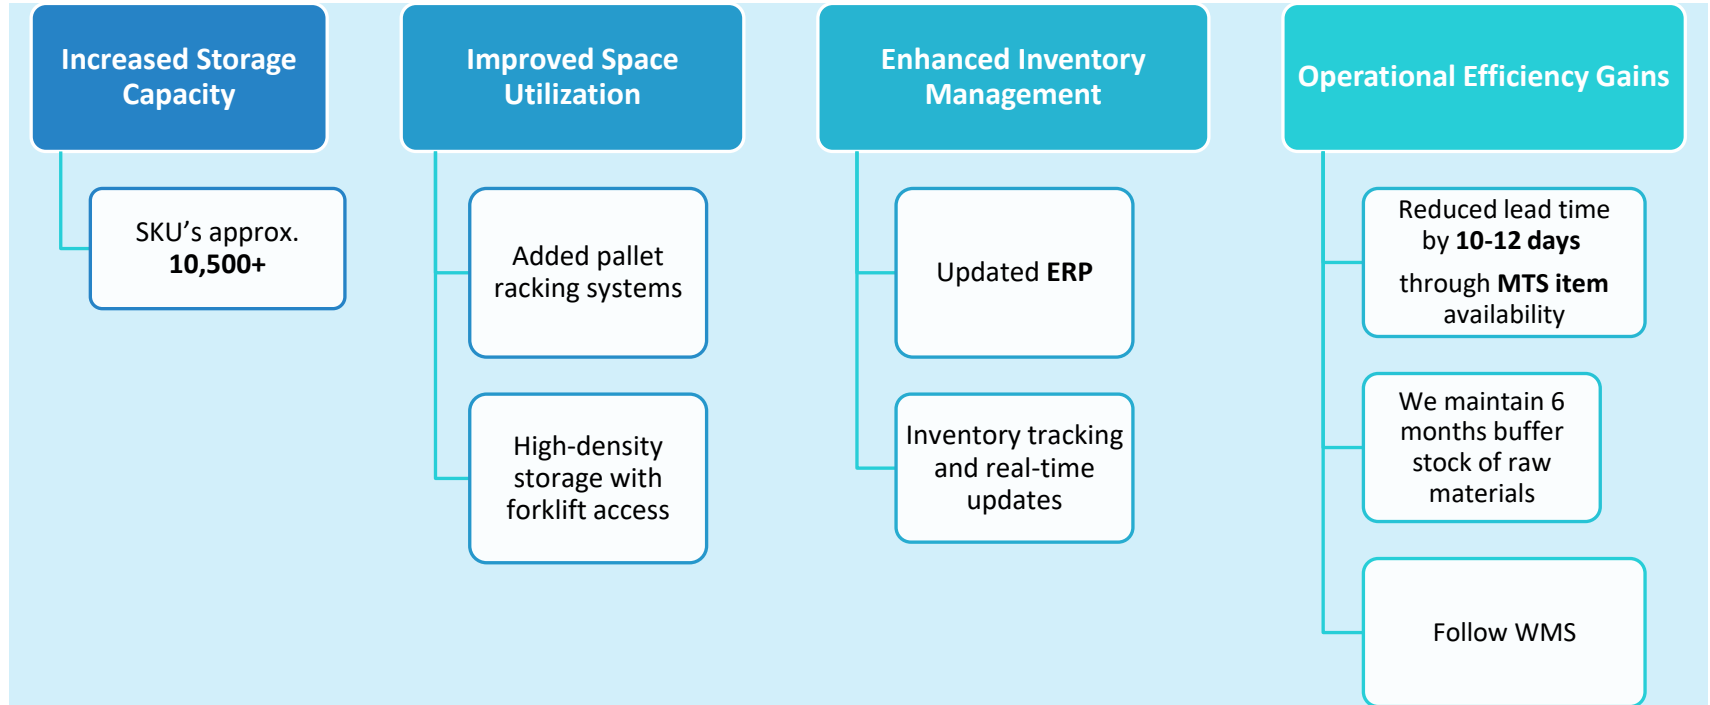 Increased Storage
Capacity
SKU’s approx.
10,500+
Improved Space
Utilization
Added pallet
racking systems
High-density
storage with
forklift access
Enhanced Inventory
Management
Updated ERP
Inventory tracking
and real-time
updates
Operational Efficiency Gains
Reduced lead time
by 10-12 days
through MTS item
availability
We maintain 6
months buffer
stock of raw
materials
Follow WMS